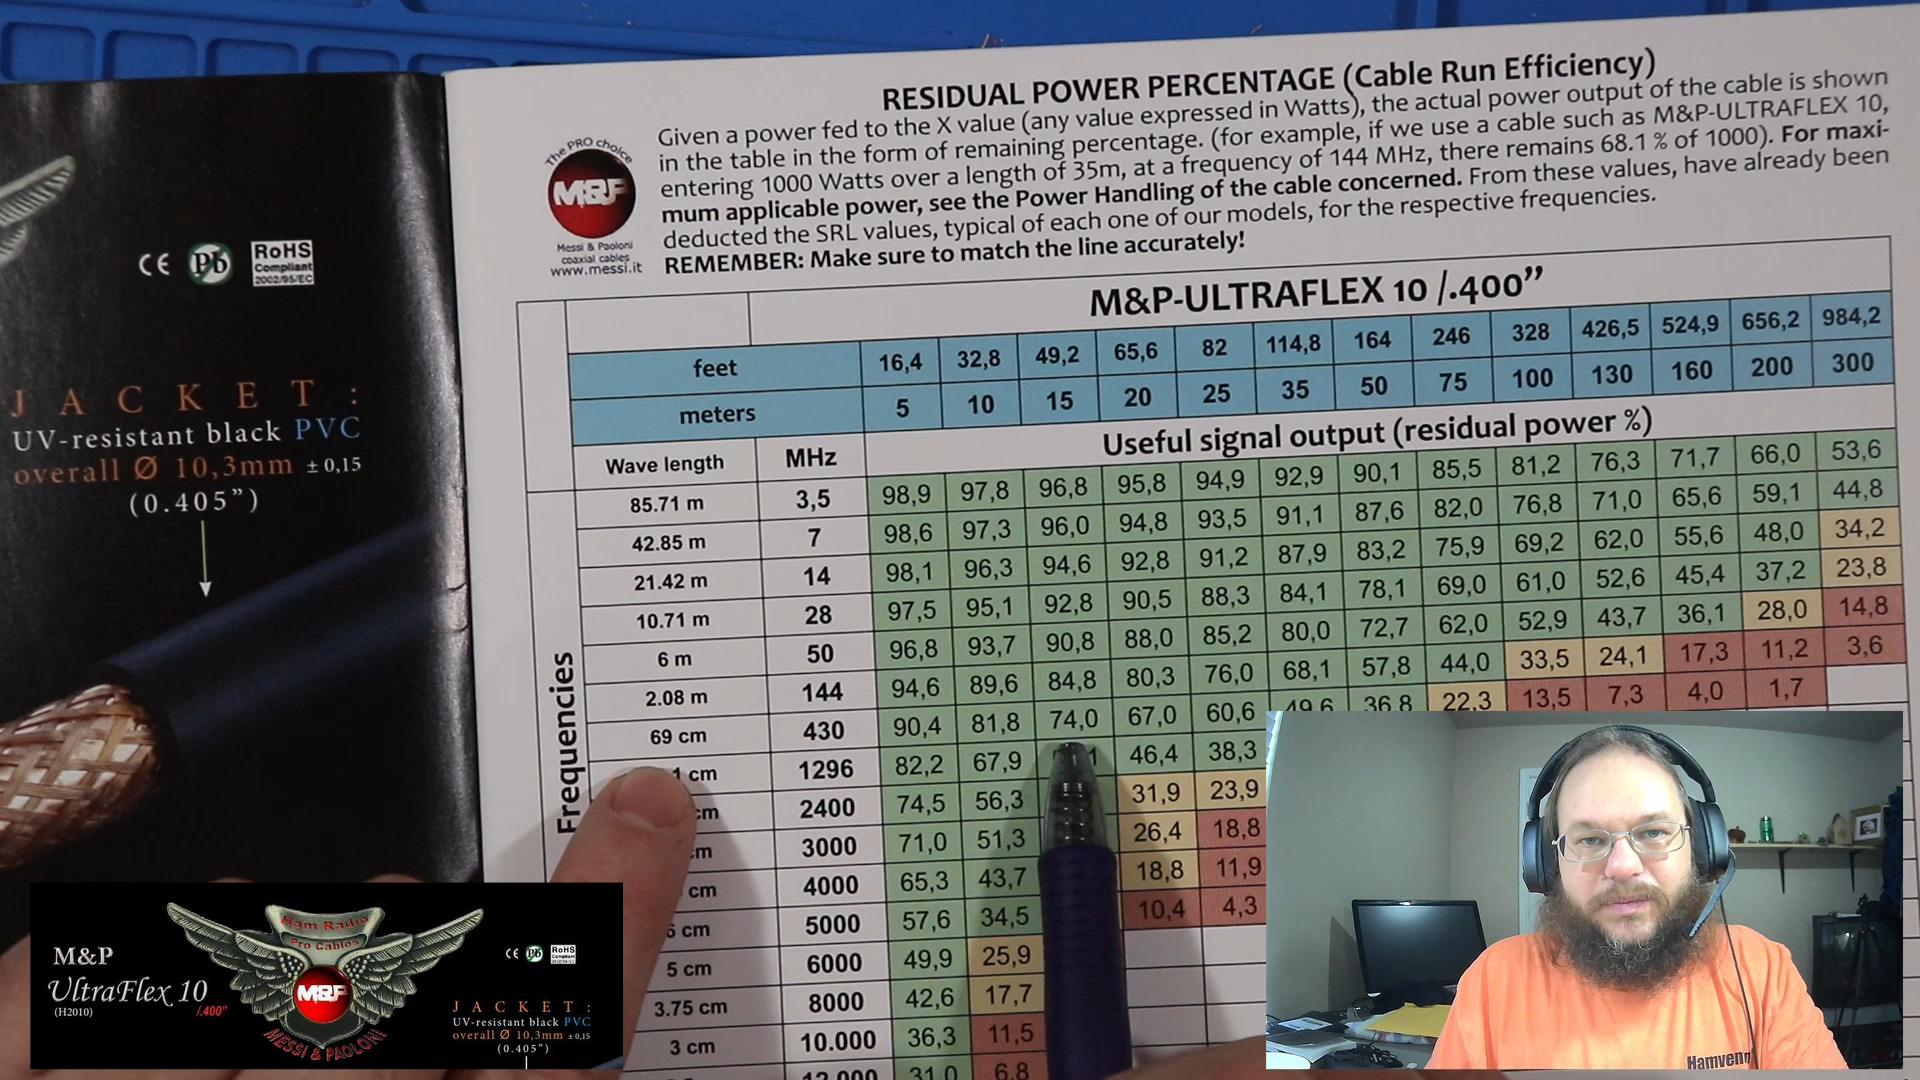 CE Pb RoHS
Compliant
2002/95/EC
JACKET:
UV-resistant black PVC
overall Ø 10,3mm ±0,15
(0.405”)
RESIDUAL POWER PERCENTAGE (Cable Run Efficiency)
The PRO choice
M&P
Messi & Paoloni
coaxial cables
www.messi.it
Given a power fed to the X value (any value expressed in Watts), the actual power output of the cable is shown
in the table in the form of remaining percentage. (for example, if we use a cable such as M&P-ULTRAFLEX 10,
entering 1000 Watts over a length of 35m, at a frequency of 144 MHz, there remains 68.1 % of 1000). For maxi-
mum applicable power, see the Power Handling of the cable concerned. From these values, have already been
deducted the SRL values, typical of each one of our models, for the respective frequencies.
REMEMBER: Make sure to match the line accurately!
M&P-ULTRAFLEX 10 /.400”
feet 16,4 32,8 49,2 65,6 82 114,8 164 246 328 426,5 524,9 656,2 984,2
meters 5 10 15 20 25 35 50 75 100 130 160 200 300
Wave length MHz Useful signal output (residual power %)
Frequencies
85.71 m 3,5 98,9 97,8 96,8 95,8 94,9 92,9 90,1 85,5 81,2 76,3 71,7 66,0 53,6
42.85 m 7 98,6 97,3 96,0 94,8 93,5 91,1 87,6 82,0 76,8 71,0 65,6 59,1 44,8
21.42 m 14 98,1 96,3 94,6 92,8 91,2 87,9 83,2 75,9 69,2 62,0 55,6 48,0 34,2
10.71 m 28 97,5 95,1 92,8 90,5 88,3 84,1 78,1 69,0 61,0 52,6 45,4 37,2 23,8
6 m 50 96,8 93,7 90,8 88,0 85,2 80,0 72,7 62,0 52,9 43,7 36,1 28,0 14,8
2.08 m 144 94,6 89,6 84,8 80,3 76,0 68,1 57,8 44,0 33,5 24,1 17,3 11,2 3,6
69 cm 430 90,4 81,8 74,0 67,0 60,6 49,6 36,8 22,3 13,5 7,3 4,0 1,7
cm 1296 82,2 67,9 46,4 38,3
cm 2400 74,5 56,3 31,9 23,9
3000 71,0 51,3 26,4 18,8
cm 4000 65,3 43,7 18,8 11,9
cm 5000 57,6 34,5 10,4 4,3
5 cm 6000 49,9 25,9
3.75 cm 8000 42,6 17,7
3 cm 10.000 36,3 11,5
12.000 31,0 6,8
M&P
UltraFlex 10
(H2010)
/.400”
Ham Radio
Pro Cables
M&P
MESSI & PAOLONI
CE Pb RoHS
JACKET:
UV-resistant black PVC
overall Ø 10,3mm ±0,15
(0.405”)